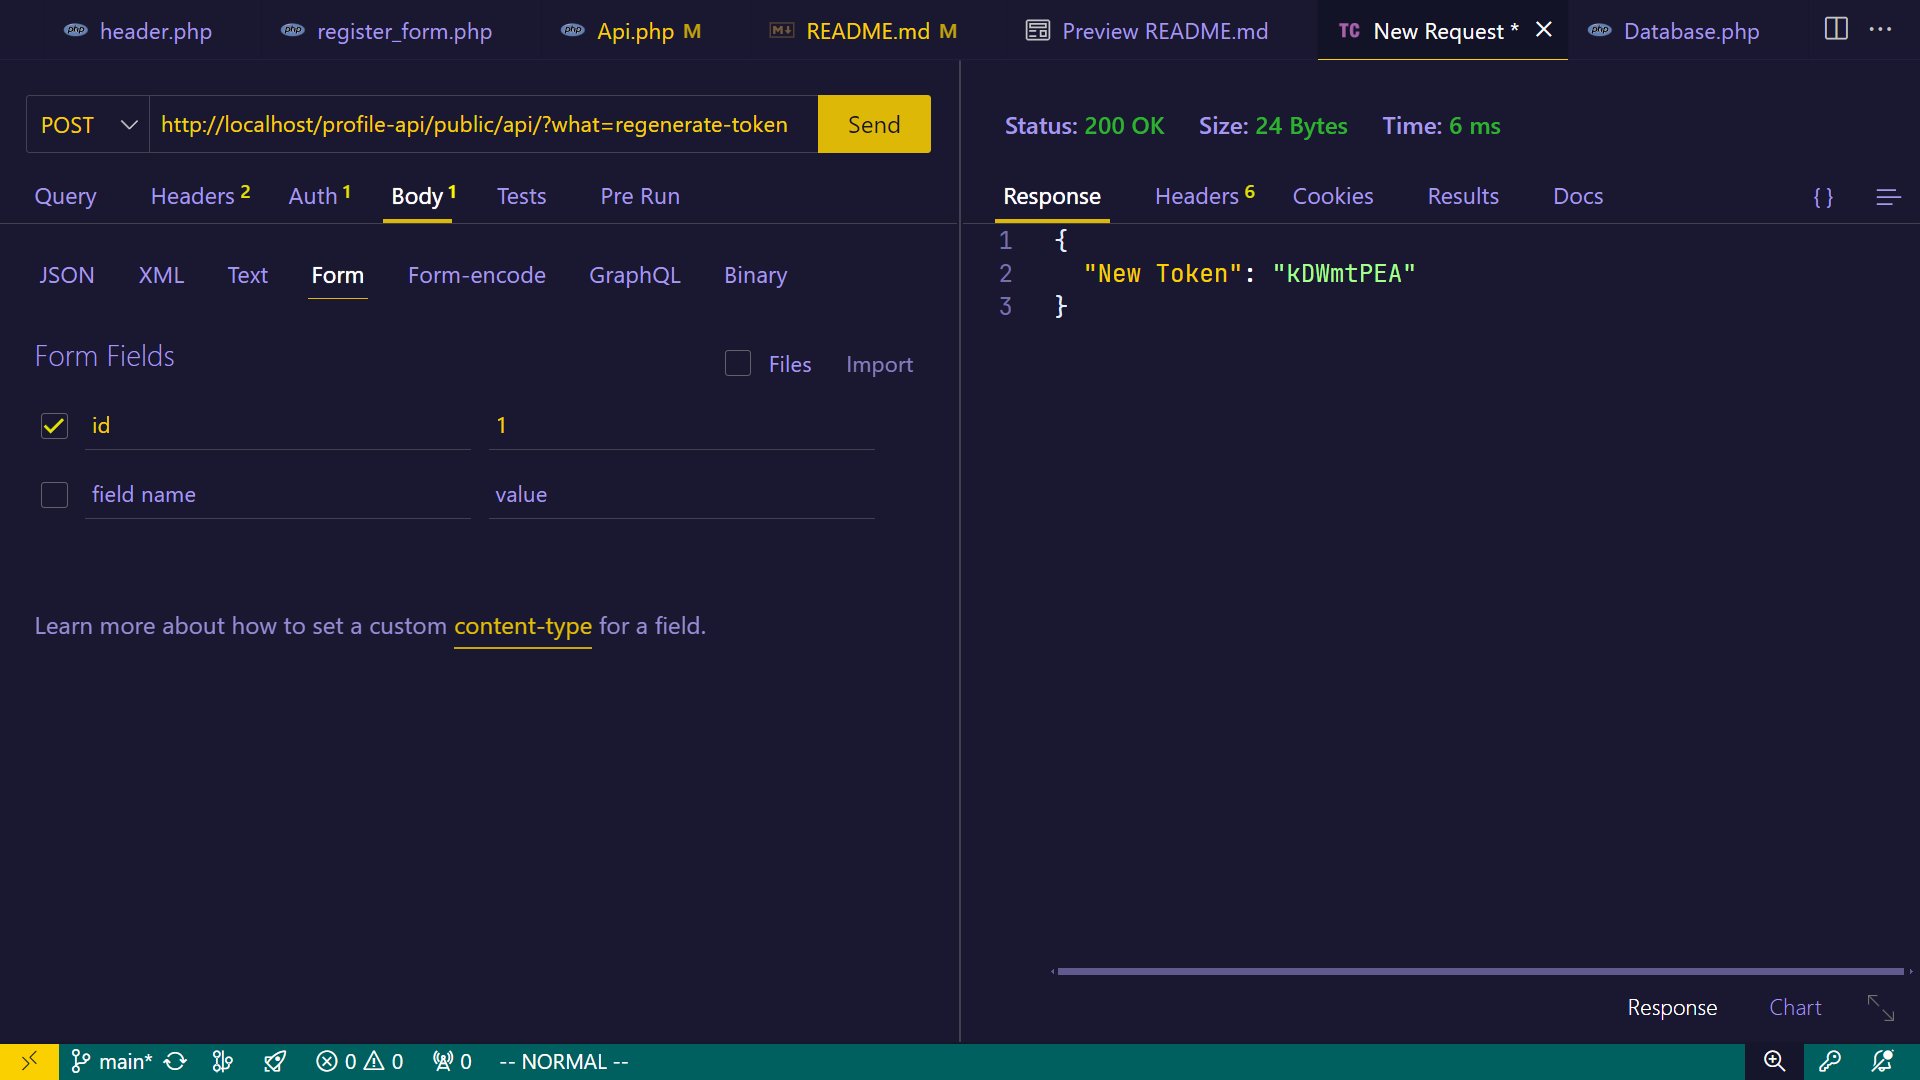 header.php register_form.php Api.php M README.md M Preview README.md TC New Request * Database.php
POST http://localhost/profile-api/public/api/?what=regenerate-token Send
Query Headers 2 Auth 1 Body 1 Tests Pre Run
JSON XML Text Form Form-encode GraphQL Binary
Form Fields
Files Import
id 1
field name value
Learn more about how to set a custom content-type for a field.
Status: 200 OK Size: 24 Bytes Time: 6 ms
Response Headers 6 Cookies Results Docs { }
1 {
2 "New Token": "kDWmtPEA"
3 }
Response Chart
main* 0 0 0 -- NORMAL --